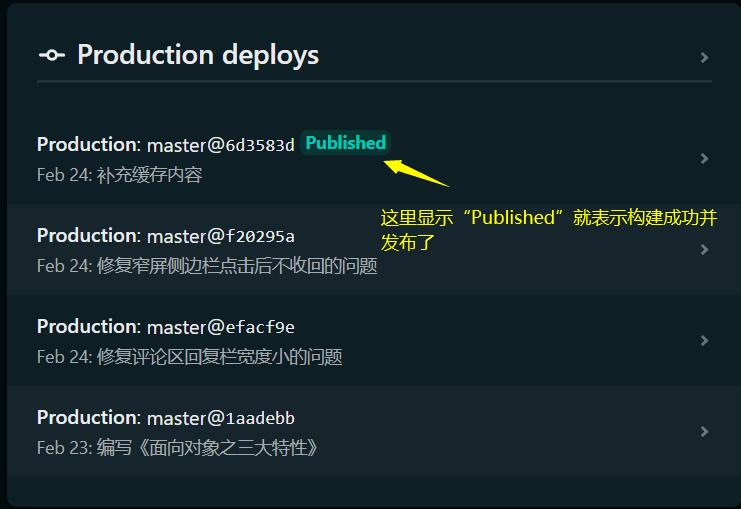 Production deploys
Production: master@6d3583d Published
Feb 24: 补充缓存内容
这里显示“Published”就表示构建成功并
发布了
Production: master@f20295a
Feb 24: 修复窄屏侧边栏点击后不收回的问题
Production: master@efacf9e
Feb 24: 修复评论区回复栏宽度小的问题
Production: master@1aadebb
Feb 23: 编写《面向对象之三大特性》